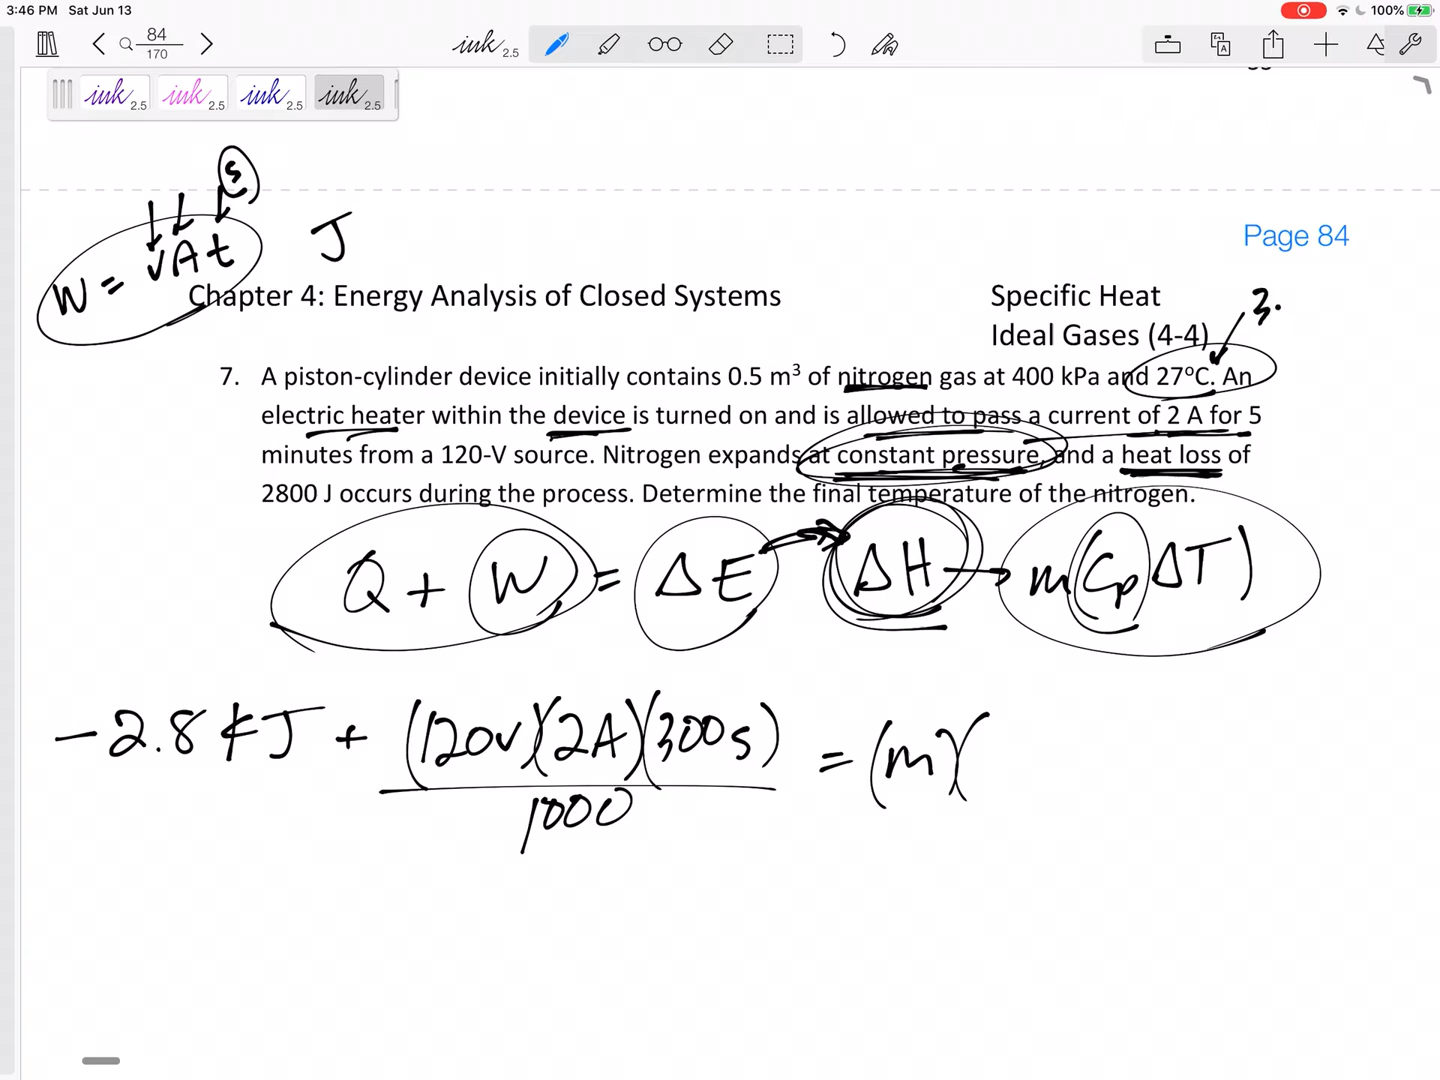 3:46 PM Sat Jun 13
100%
84
170
ink 2.5
ink 2.5 ink 2.5 ink 2.5 ink 2.5
s
W = VAt J
Page 84
Chapter 4: Energy Analysis of Closed Systems
Specific Heat
Ideal Gases (4-4)
3.
7. A piston-cylinder device initially contains 0.5 m³ of nitrogen gas at 400 kPa and 27ºC. An
electric heater within the device is turned on and is allowed to pass a current of 2 A for 5
minutes from a 120-V source. Nitrogen expands at constant pressure, and a heat loss of
2800 J occurs during the process. Determine the final temperature of the nitrogen.
Q + W = ΔE → ΔH → m(Cp ΔT)
-2.8 kJ + (120V)(2A)(300s) = (m)(
1000